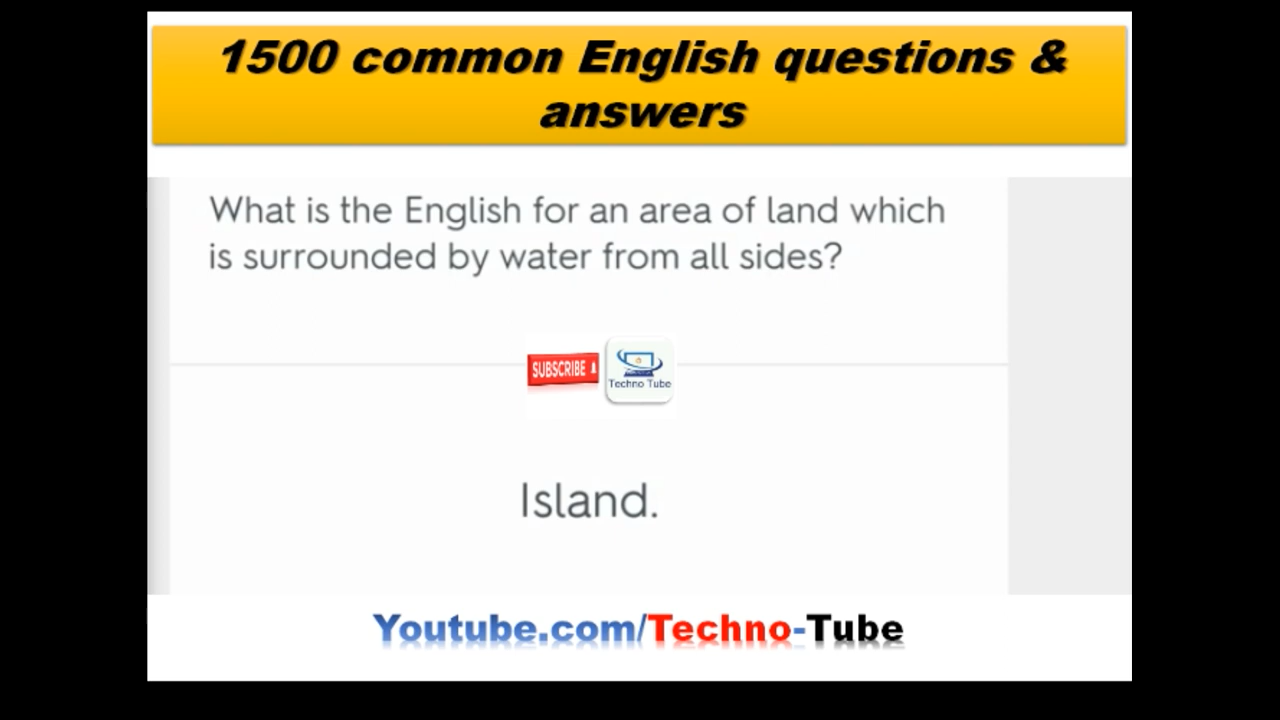 1500 common English questions &
answers
What is the English for an area of land which
is surrounded by water from all sides?
SUBSCRIBE
Techno Tube
Island.
Youtube.com/Techno-Tube